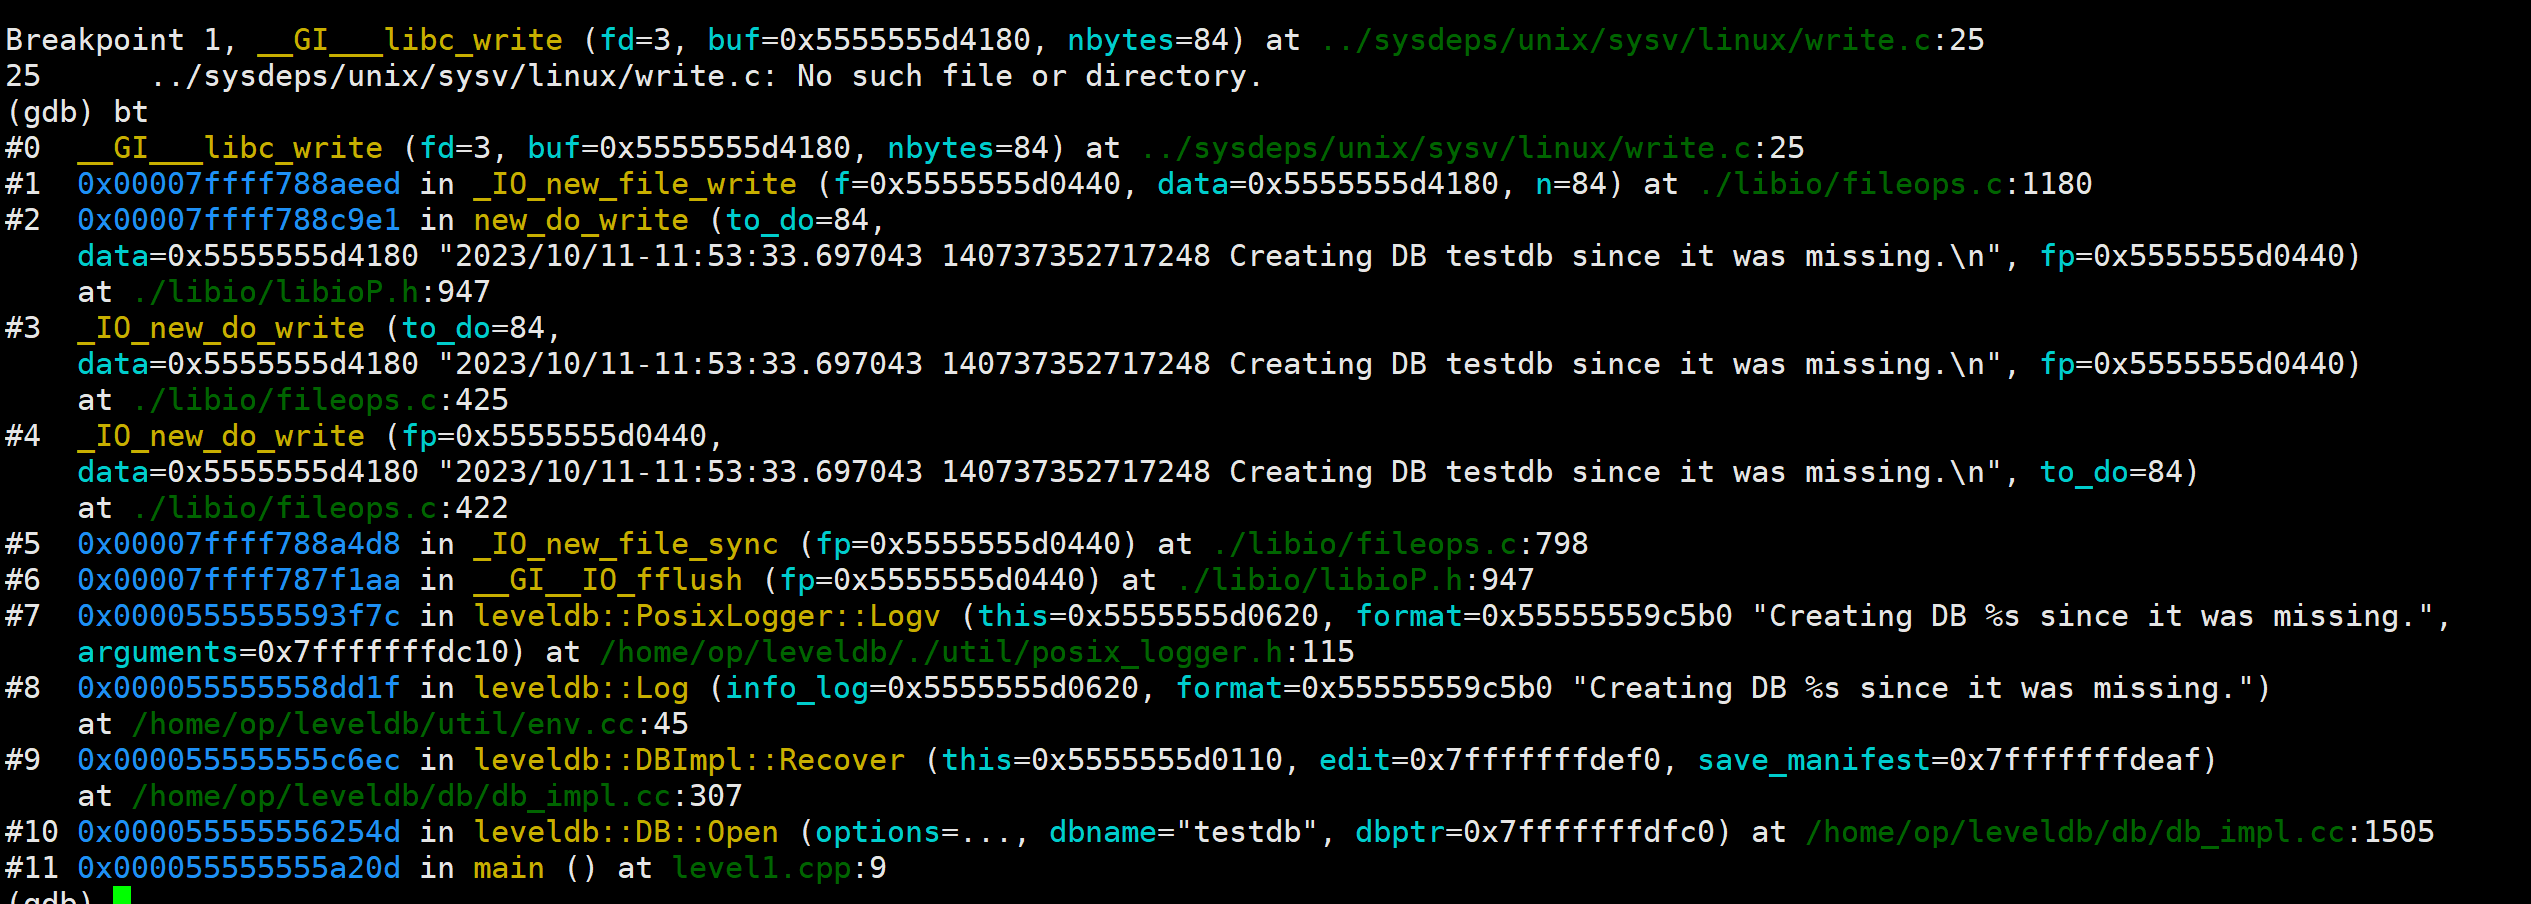 Breakpoint 1, __GI___libc_write (fd=3, buf=0x5555555d4180, nbytes=84) at ../sysdeps/unix/sysv/linux/write.c:25
25      ../sysdeps/unix/sysv/linux/write.c: No such file or directory.
(gdb) bt
#0  __GI___libc_write (fd=3, buf=0x5555555d4180, nbytes=84) at ../sysdeps/unix/sysv/linux/write.c:25
#1  0x00007ffff788aeed in _IO_new_file_write (f=0x5555555d0440, data=0x5555555d4180, n=84) at ./libio/fileops.c:1180
#2  0x00007ffff788c9e1 in new_do_write (to_do=84,
    data=0x5555555d4180 "2023/10/11-11:53:33.697043 140737352717248 Creating DB testdb since it was missing.\n", fp=0x5555555d0440)
    at ./libio/libioP.h:947
#3  _IO_new_do_write (to_do=84,
    data=0x5555555d4180 "2023/10/11-11:53:33.697043 140737352717248 Creating DB testdb since it was missing.\n", fp=0x5555555d0440)
    at ./libio/fileops.c:425
#4  _IO_new_do_write (fp=0x5555555d0440,
    data=0x5555555d4180 "2023/10/11-11:53:33.697043 140737352717248 Creating DB testdb since it was missing.\n", to_do=84)
    at ./libio/fileops.c:422
#5  0x00007ffff788a4d8 in _IO_new_file_sync (fp=0x5555555d0440) at ./libio/fileops.c:798
#6  0x00007ffff787f1aa in __GI__IO_fflush (fp=0x5555555d0440) at ./libio/libioP.h:947
#7  0x0000555555593f7c in leveldb::PosixLogger::Logv (this=0x5555555d0620, format=0x55555559c5b0 "Creating DB %s since it was missing.",
    arguments=0x7fffffffdc10) at /home/op/leveldb/./util/posix_logger.h:115
#8  0x000055555558dd1f in leveldb::Log (info_log=0x5555555d0620, format=0x55555559c5b0 "Creating DB %s since it was missing.")
    at /home/op/leveldb/util/env.cc:45
#9  0x000055555555c6ec in leveldb::DBImpl::Recover (this=0x5555555d0110, edit=0x7fffffffdef0, save_manifest=0x7fffffffdeaf)
    at /home/op/leveldb/db/db_impl.cc:307
#10 0x000055555556254d in leveldb::DB::Open (options=..., dbname="testdb", dbptr=0x7fffffffdfc0) at /home/op/leveldb/db/db_impl.cc:1505
#11 0x000055555555a20d in main () at level1.cpp:9
(gdb)